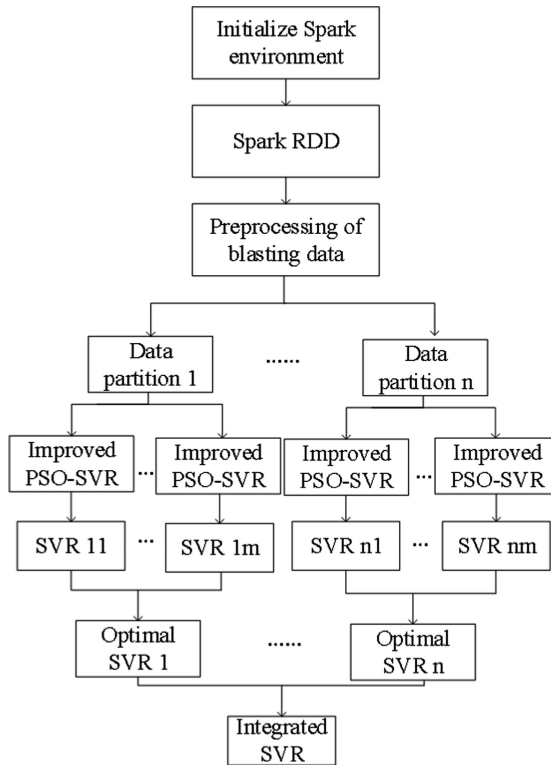 Initialize Spark
environment
Spark RDD
Preprocessing of
blasting data
Data
partition 1
......
Data
partition n
Improved
PSO-SVR
...
Improved
PSO-SVR
Improved
PSO-SVR
...
Improved
PSO-SVR
SVR 11
...
SVR 1m
SVR n1
...
SVR nm
Optimal
SVR 1
......
Optimal
SVR n
Integrated
SVR